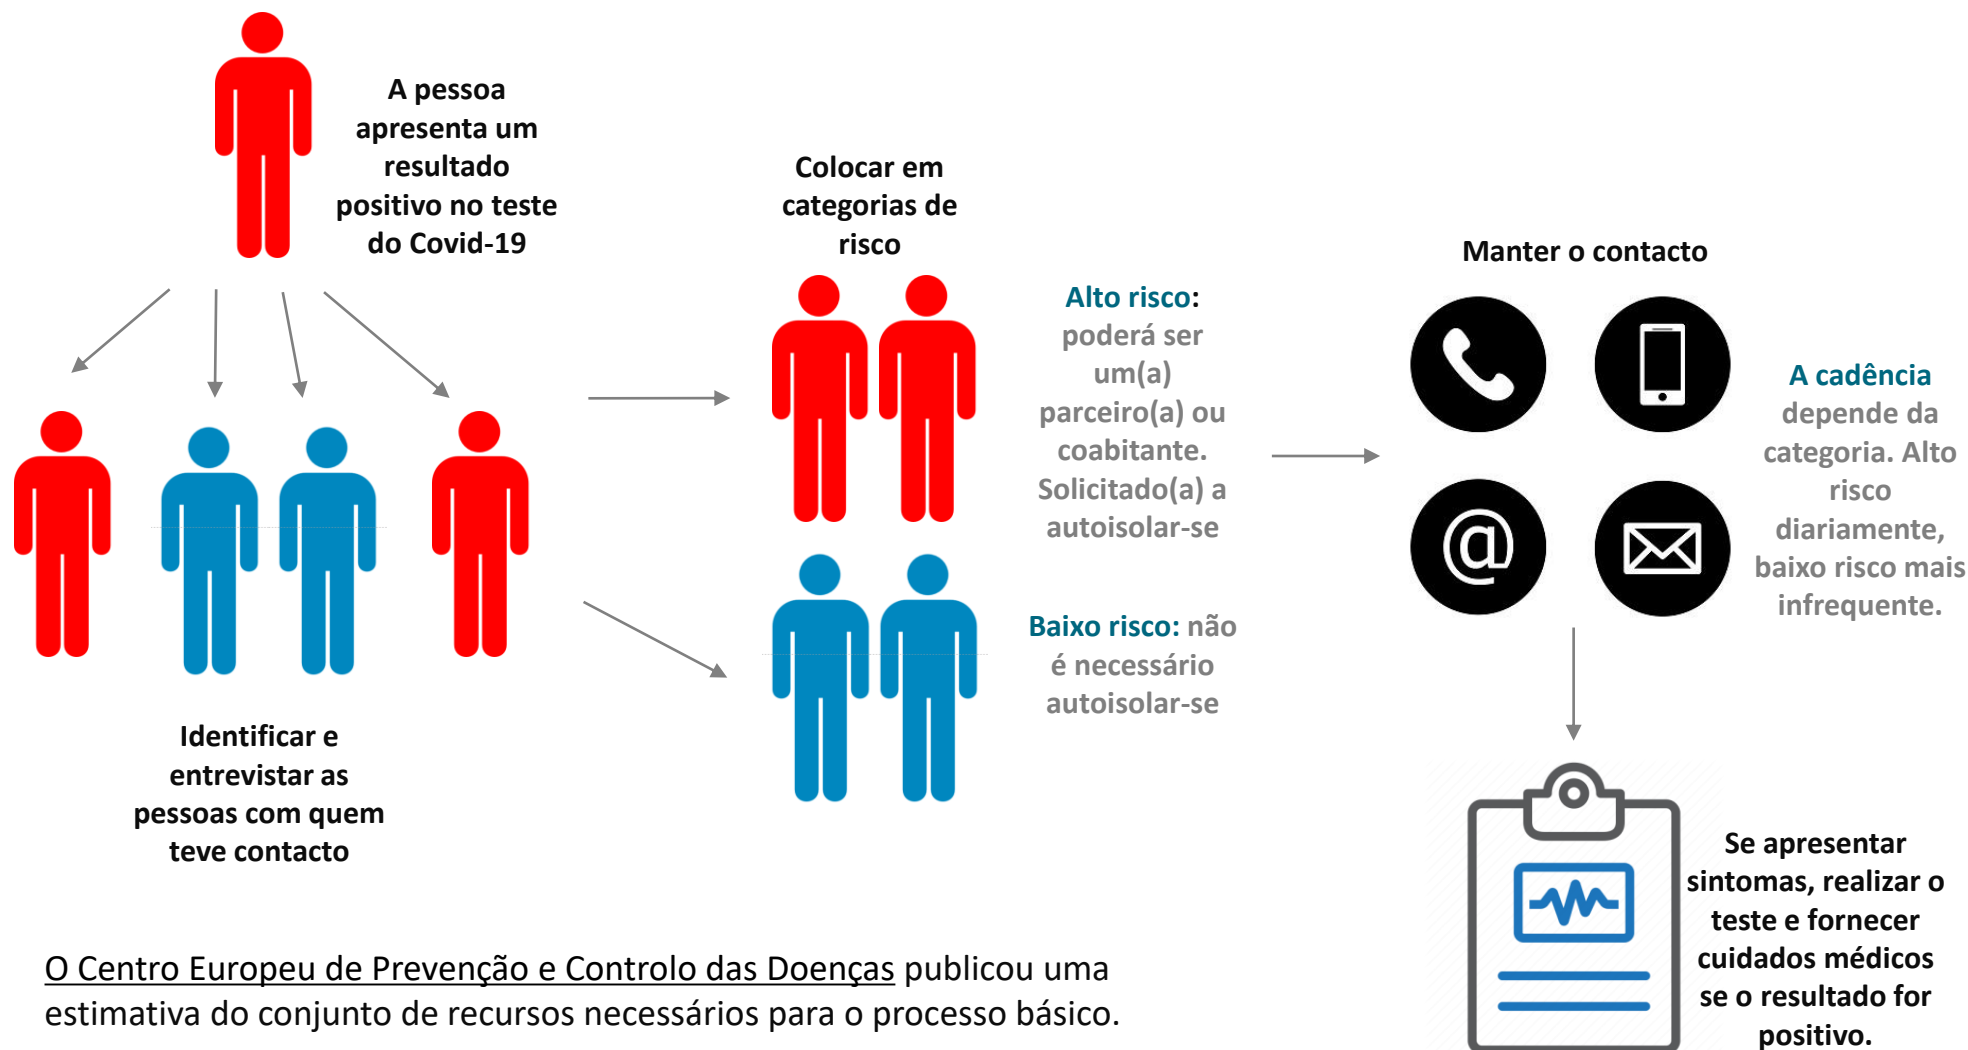 A pessoa
apresenta um
resultado
positivo no teste
do Covid-19
Identificar e
entrevistar as
pessoas com quem
teve contacto
Colocar em
categorias de
risco
Alto risco:
poderá ser
um(a)
parceiro(a) ou
coabitante.
Solicitado(a) a
autoisolar-se
Baixo risco: não
é necessário
autoisolar-se
Manter o contacto
@
A cadência
depende da
categoria. Alto
risco
diariamente,
baixo risco mais
infrequente.
Se apresentar
sintomas, realizar o
teste e fornecer
cuidados médicos
se o resultado for
positivo.
O Centro Europeu de Prevenção e Controlo das Doenças publicou uma
estimativa do conjunto de recursos necessários para o processo básico.